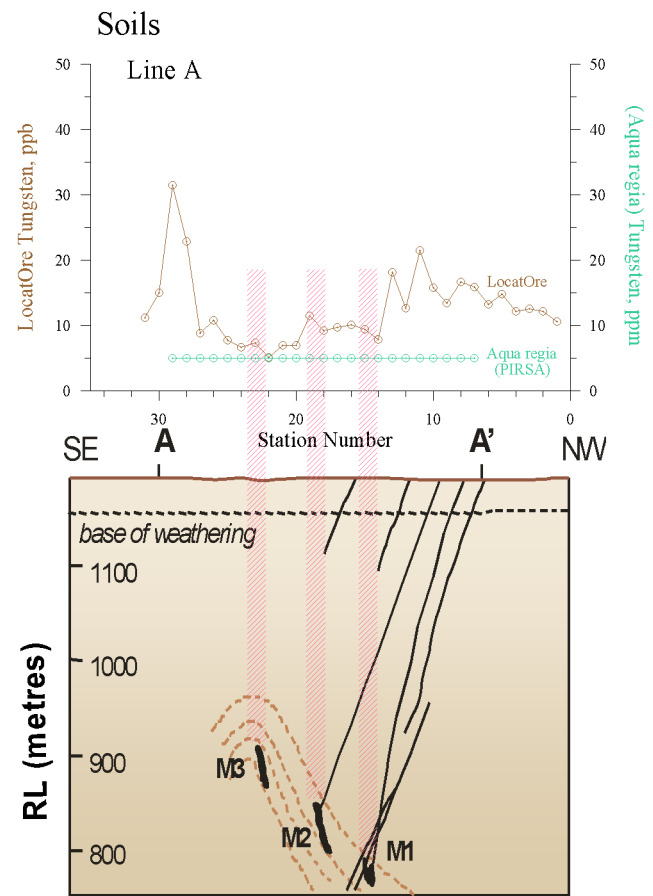 Soils
Line A
50
40
30
20
10
0
LocatOre Tungsten, ppb
50
40
30
20
10
0
(Aqua regia) Tungsten, ppm
LocatOre
Aqua regia
(PIRSA)
30
20
10
0
Station Number
SE
A
A'
NW
base of weathering
1100
1000
900
800
RL (metres)
M3
M2
M1